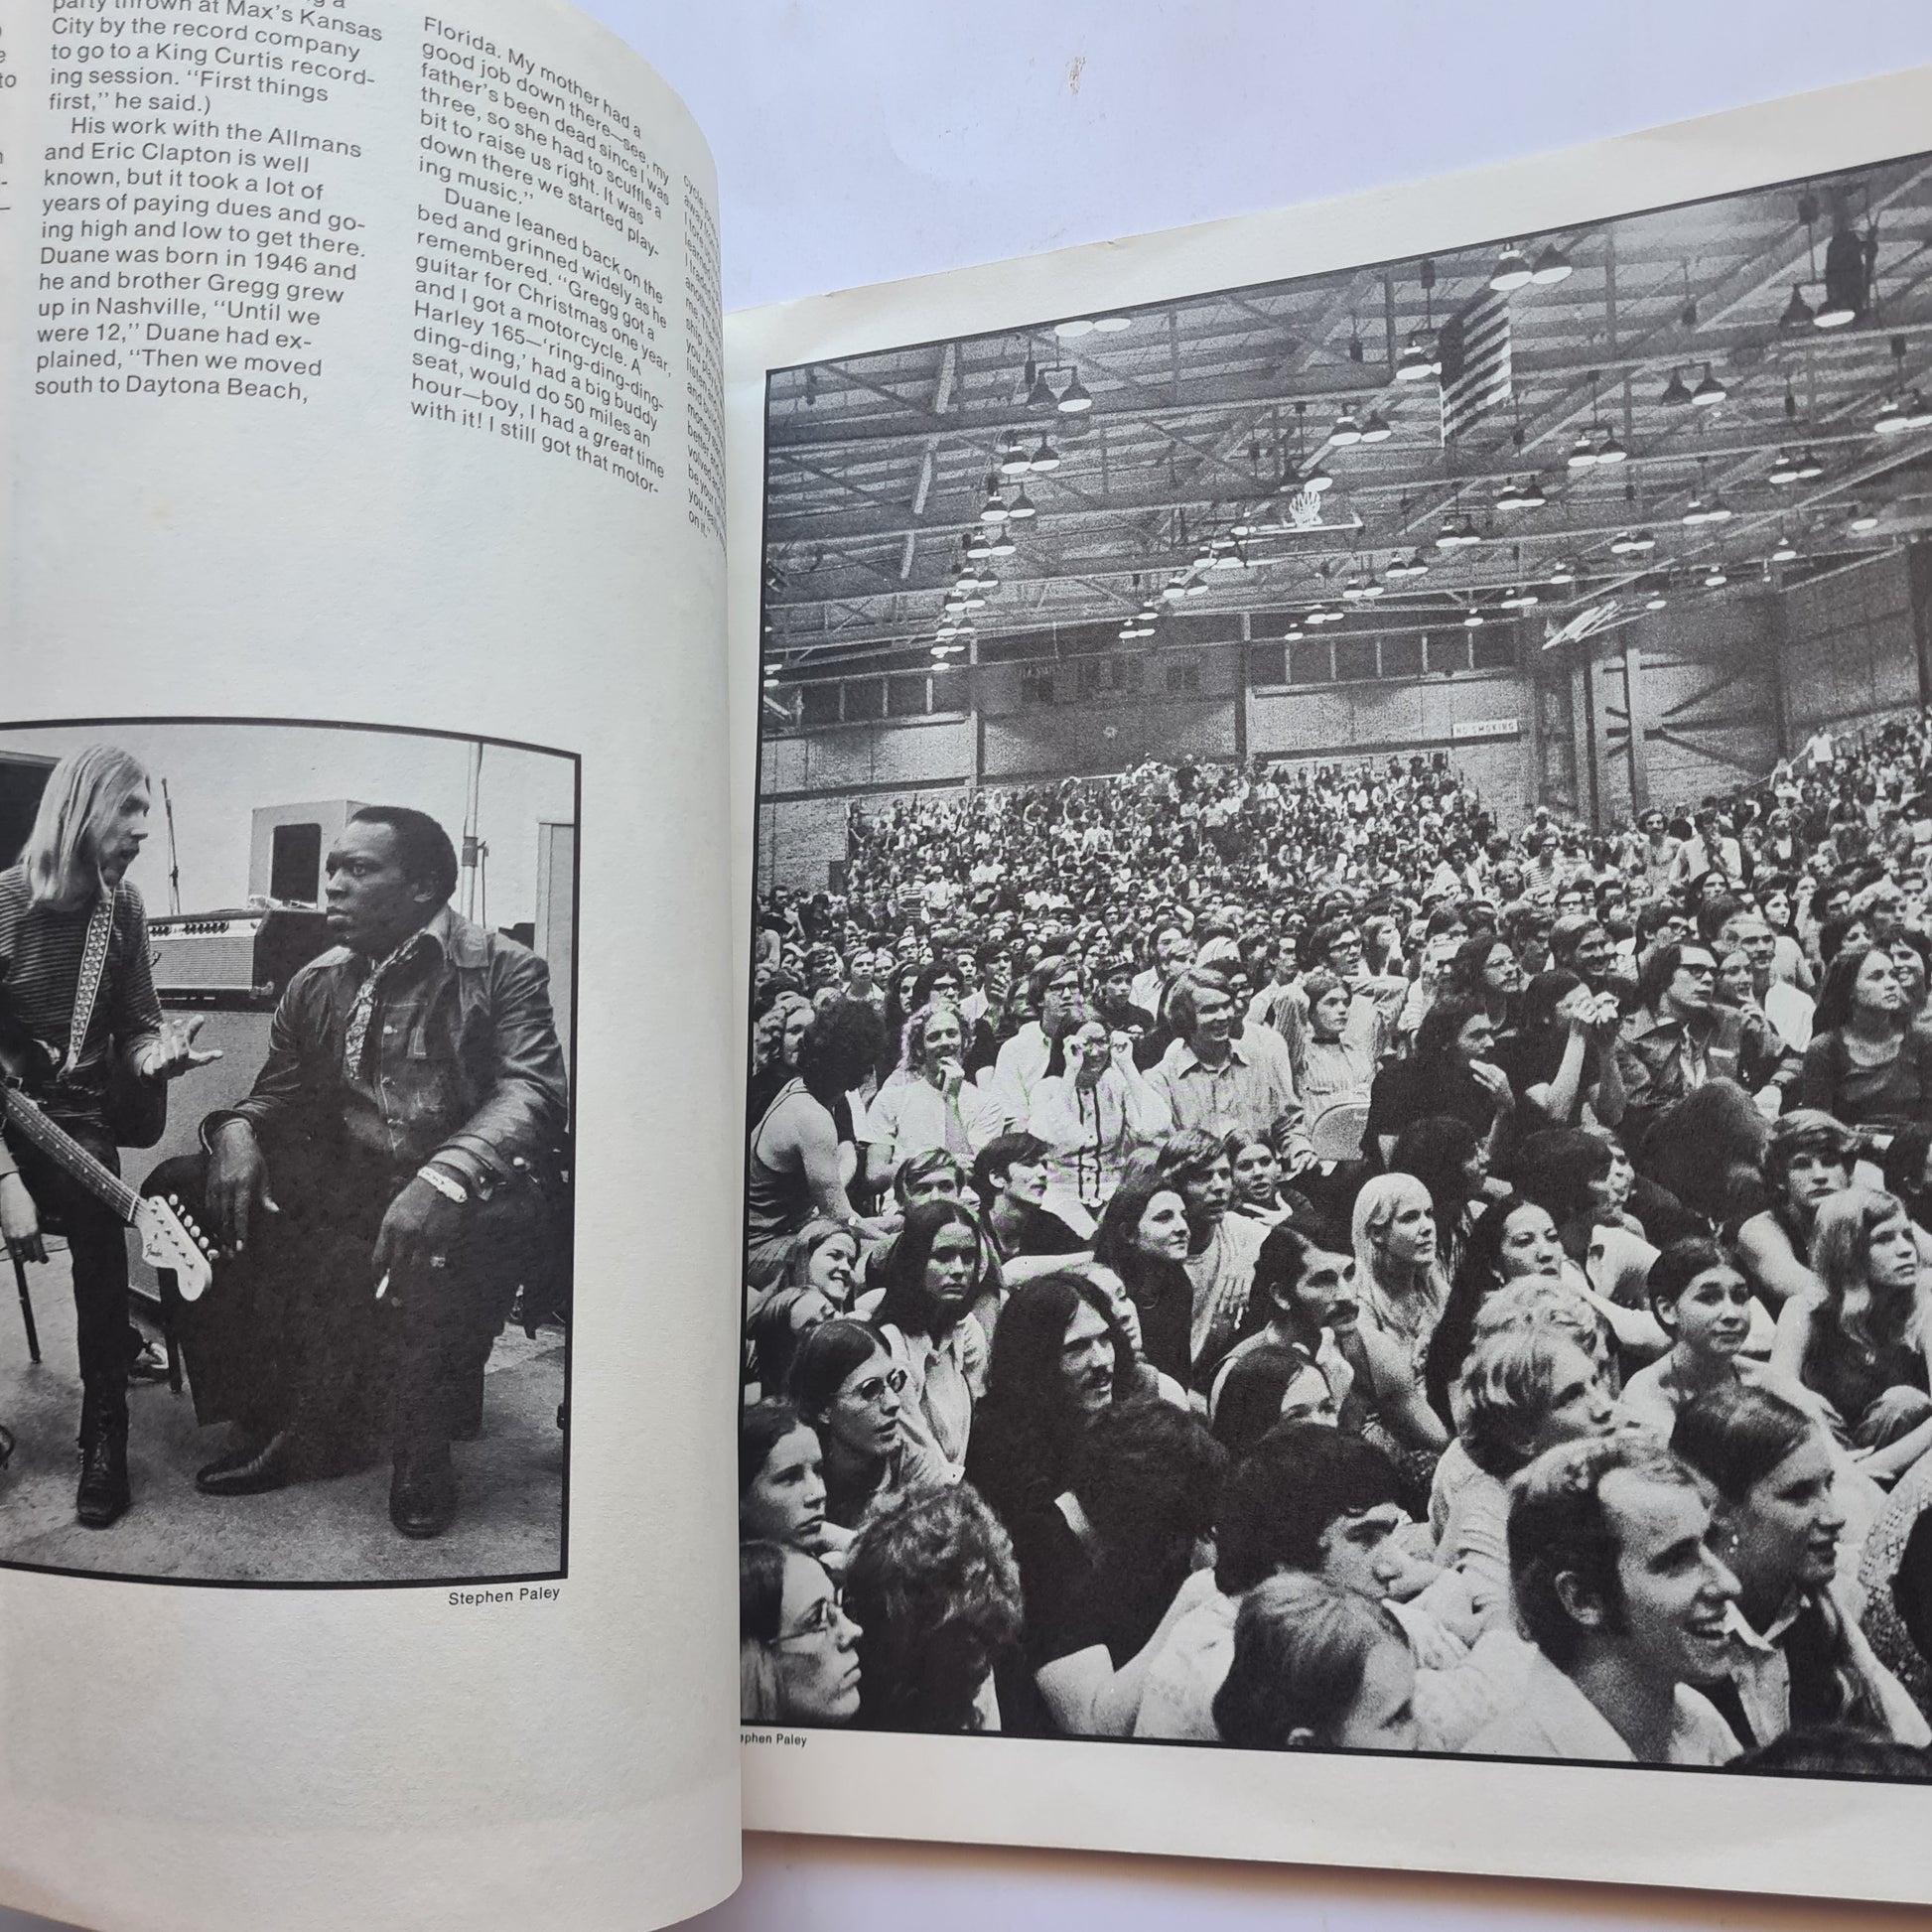 party thrown at Max's Kansas
City by the record company
to go to a King Curtis record-
ing session. "First things
first," he said.)
His work with the Allmans
and Eric Clapton is well
known, but it took a lot of
years of paying dues and go-
ing high and low to get there.
Duane was born in 1946 and
he and brother Gregg grew
up in Nashville, "Until we
were 12," Duane had ex-
plained, "Then we moved
south to Daytona Beach,
Florida. My mother had a
good job down there—see, my
father's been dead since I was
three, so she had to scuffle a
bit to raise us right. It was
down there we started play-
ing music."
Duane leaned back on the
bed and grinned widely as he
remembered. "Gregg got a
guitar for Christmas one year,
and I got a motorcycle. A
Harley 165—'ring-ding-ding-
ding-ding,' had a big buddy
seat, would do 50 miles an
hour—boy, I had a great time
with it! I still got that motor-
Fender
Stephen Paley
NO SMOKING
phen Paley